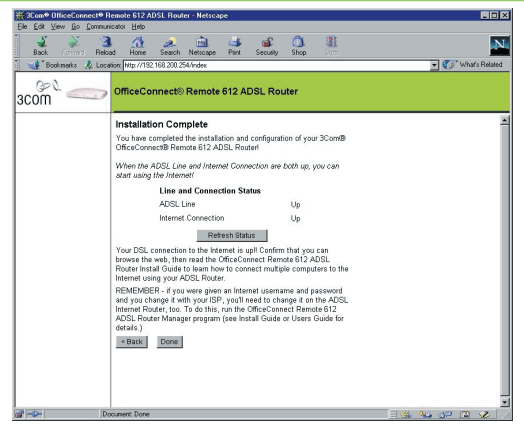 3Com® OfficeConnect® Remote 612 ADSL Router - Netscape
File Edit View Go Communicator Help
Back Forward Reload Home Search Netscape Print Security Shop Stop
N
Bookmarks Location: http://192.168.200.254/index What's Related
3com
OfficeConnect® Remote 612 ADSL Router
Installation Complete
You have completed the installation and configuration of your 3Com®
OfficeConnect® Remote 612 ADSL Router!
When the ADSL Line and Internet Connection are both up, you can
start using the Internet!
Line and Connection Status
ADSL Line Up
Internet Connection Up
Refresh Status
Your DSL connection to the Internet is up!! Confirm that you can
browse the web, then read the OfficeConnect Remote 612 ADSL
Router Install Guide to learn how to connect multiple computers to the
Internet using your ADSL Router.
REMEMBER - if you were given an Internet username and password
and you change it with your ISP, you'll need to change it on the ADSL
Internet Router, too. To do this, run the OfficeConnect Remote 612
ADSL Router Manager program (see Install Guide or Users Guide for
details.)
< Back Done
Document: Done